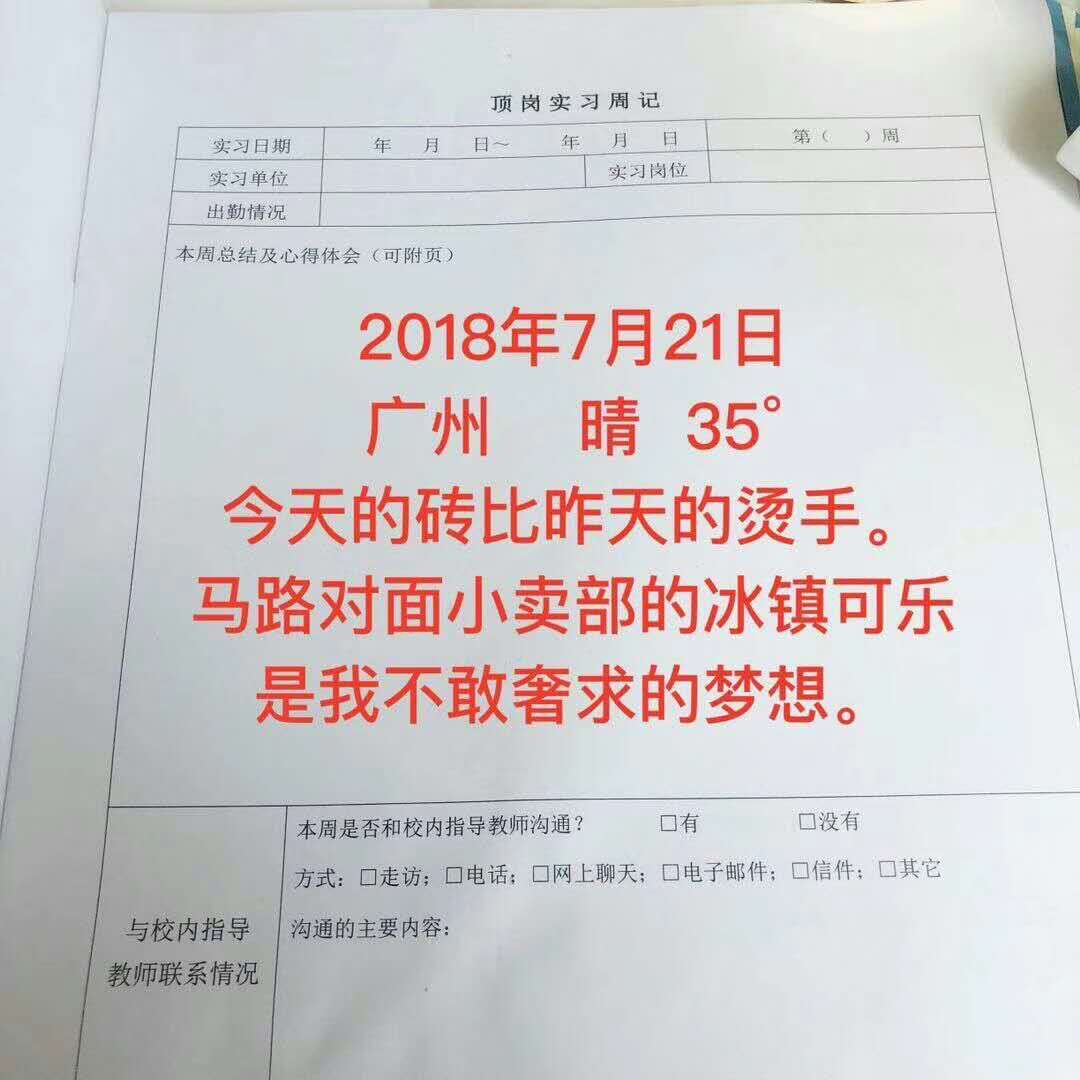 顶岗实习周记
实习日期 年 月 日～ 年 月 日 第（ ）周
实习单位 实习岗位
出勤情况
本周总结及心得体会（可附页）
2018年7月21日
广州 晴 35°
今天的砖比昨天的烫手。
马路对面小卖部的冰镇可乐
是我不敢奢求的梦想。
本周是否和校内指导教师沟通？ □有 □没有
方式：□走访；□电话；□网上聊天；□电子邮件；□信件；□其它
与校内指导
教师联系情况
沟通的主要内容：